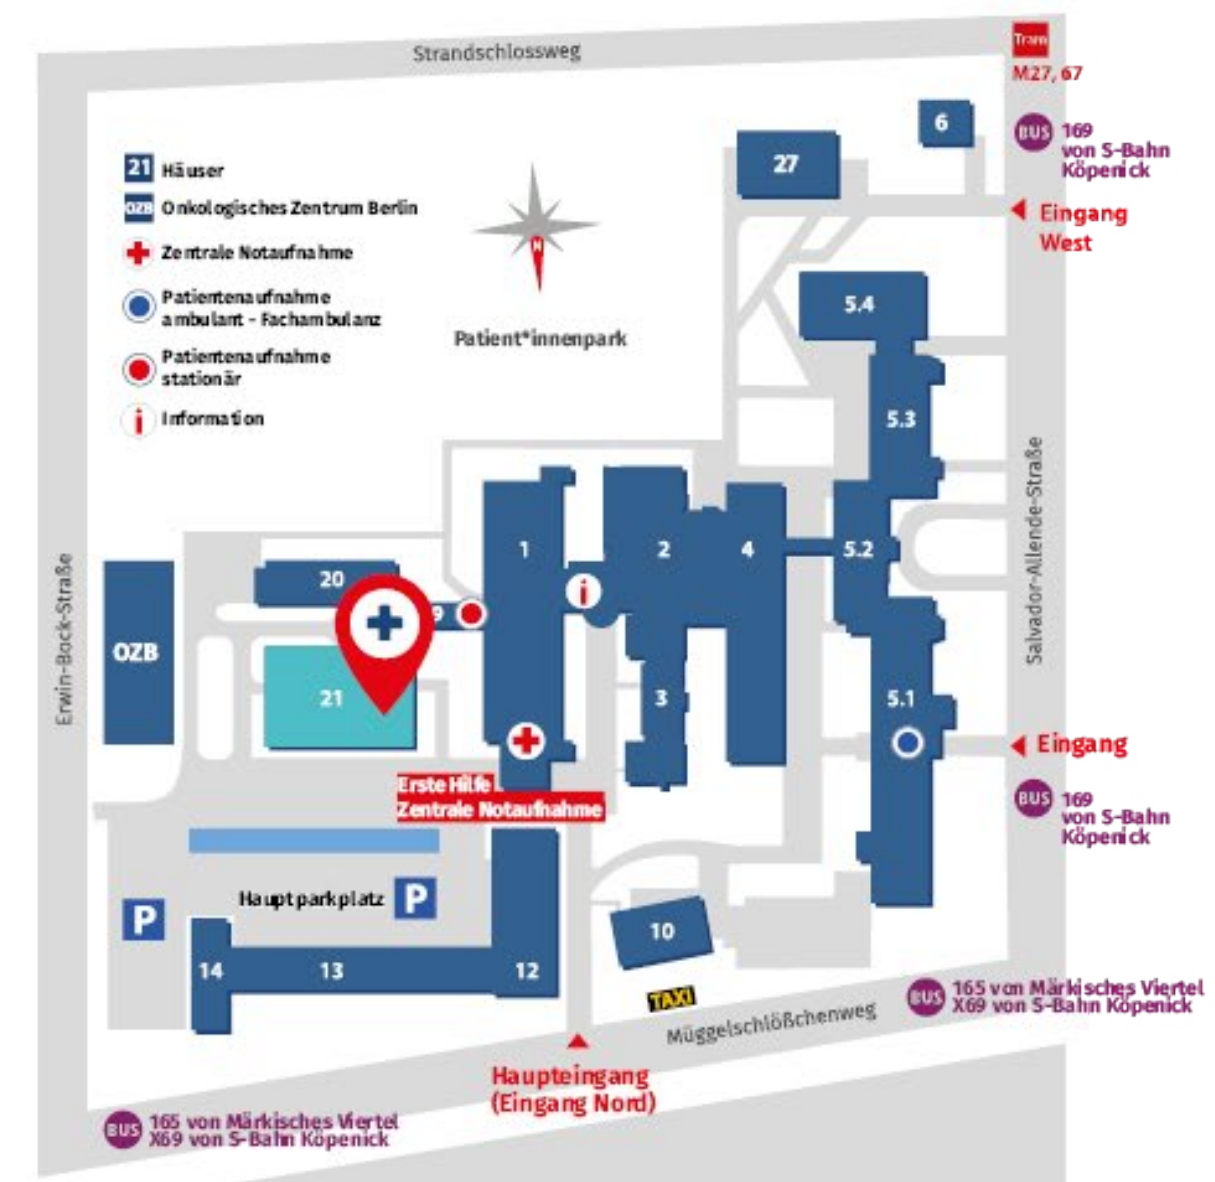 Strandschlossweg
Tram
M27, 67
BUS 169
von S-Bahn
Köpenick
6
27
21 Häuser
OZB Onkologisches Zentrum Berlin
Zentrale Notaufnahme
Patientenaufnahme
ambulant - Fachambulanz
Patientenaufnahme
stationär
i Information
N
Patient*innenpark
Eingang
West
5.4
5.3
Salvador-Allende-Straße
1
i
2
4
5.2
20
9
Erwin-Bock-Straße
OZB
21
3
5.1
Eingang
BUS 169
von S-Bahn
Köpenick
Erste Hilfe
Zentrale Notaufnahme
Hauptparkplatz P
P
14
13
12
10
TAXI
Müggelschlößchenweg
BUS 165 von Märkisches Viertel
X69 von S-Bahn Köpenick
Haupteingang
(Eingang Nord)
BUS 165 von Märkisches Viertel
X69 von S-Bahn Köpenick